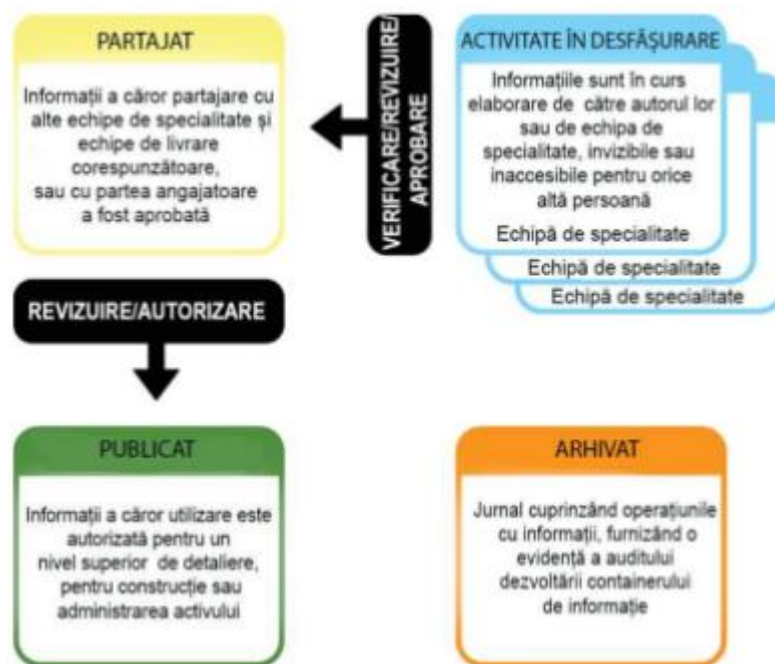 PARTAJAT
Informații a căror partajare cu
alte echipe de specialitate și
echipe de livrare
corespunzătoare,
sau cu partea angajatoare
a fost aprobată
VERIFICARE/REVIZUIRE/
APROBARE
ACTIVITATE ÎN DESFĂȘURARE
Informațiile sunt în curs
elaborare de către autorul lor
sau de echipa de
specialitate, invizibile sau
inaccesibile pentru orice
altă persoană
Echipă de specialitate
Echipă de specialitate
Echipă de specialitate
REVIZUIRE/AUTORIZARE
PUBLICAT
Informații a căror utilizare este
autorizată pentru un
nivel superior de detaliere,
pentru construcție sau
administrarea activului
ARHIVAT
Jurnal cuprinzând operațiunile
cu informații, furnizând o
evidență a auditului
dezvoltării containerului
de informație